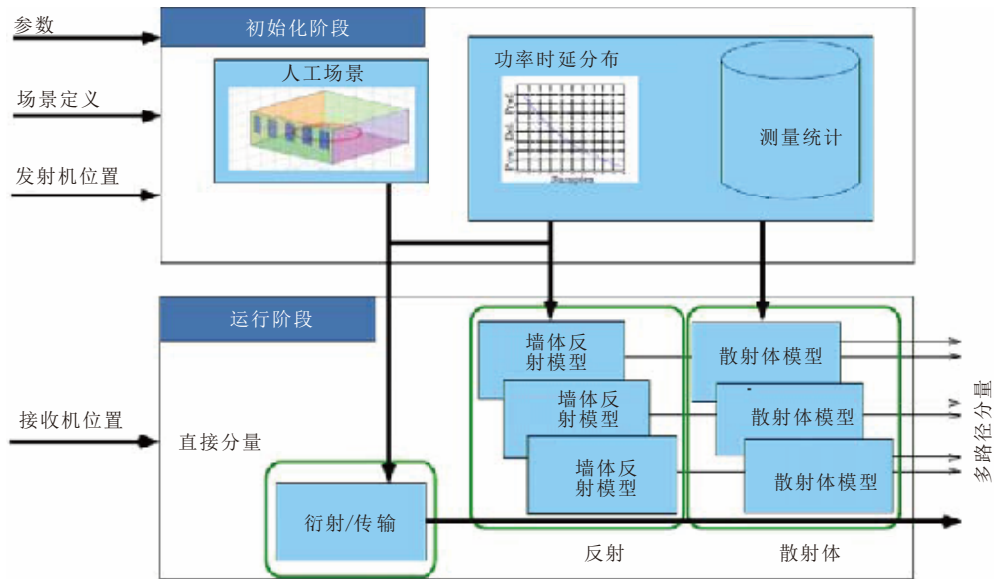 参数
初始化阶段
人工场景
功率时延分布
Pow. Del. Prof.
Samples
测量统计
场景定义
发射机位置
运行阶段
墙体反
射模型
墙体反
射模型
墙体反
射模型
散射体模型
散射体模型
散射体模型
接收机位置
直接分量
多路径分量
衍射/传输
反射
散射体